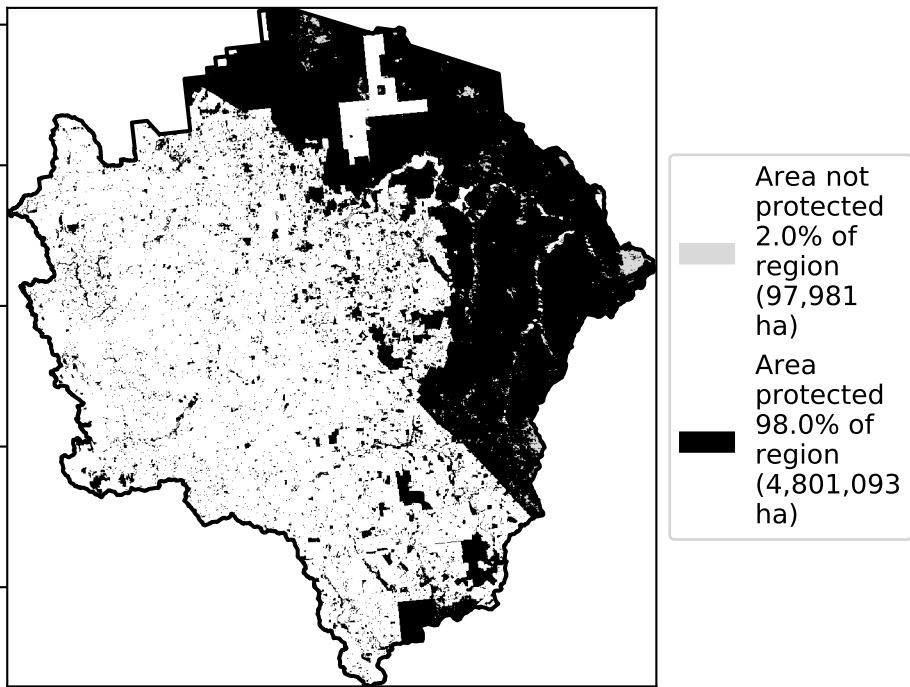 Area not
protected
2.0% of
region
(97,981
ha)
Area
protected
98.0% of
region
(4,801,093
ha)